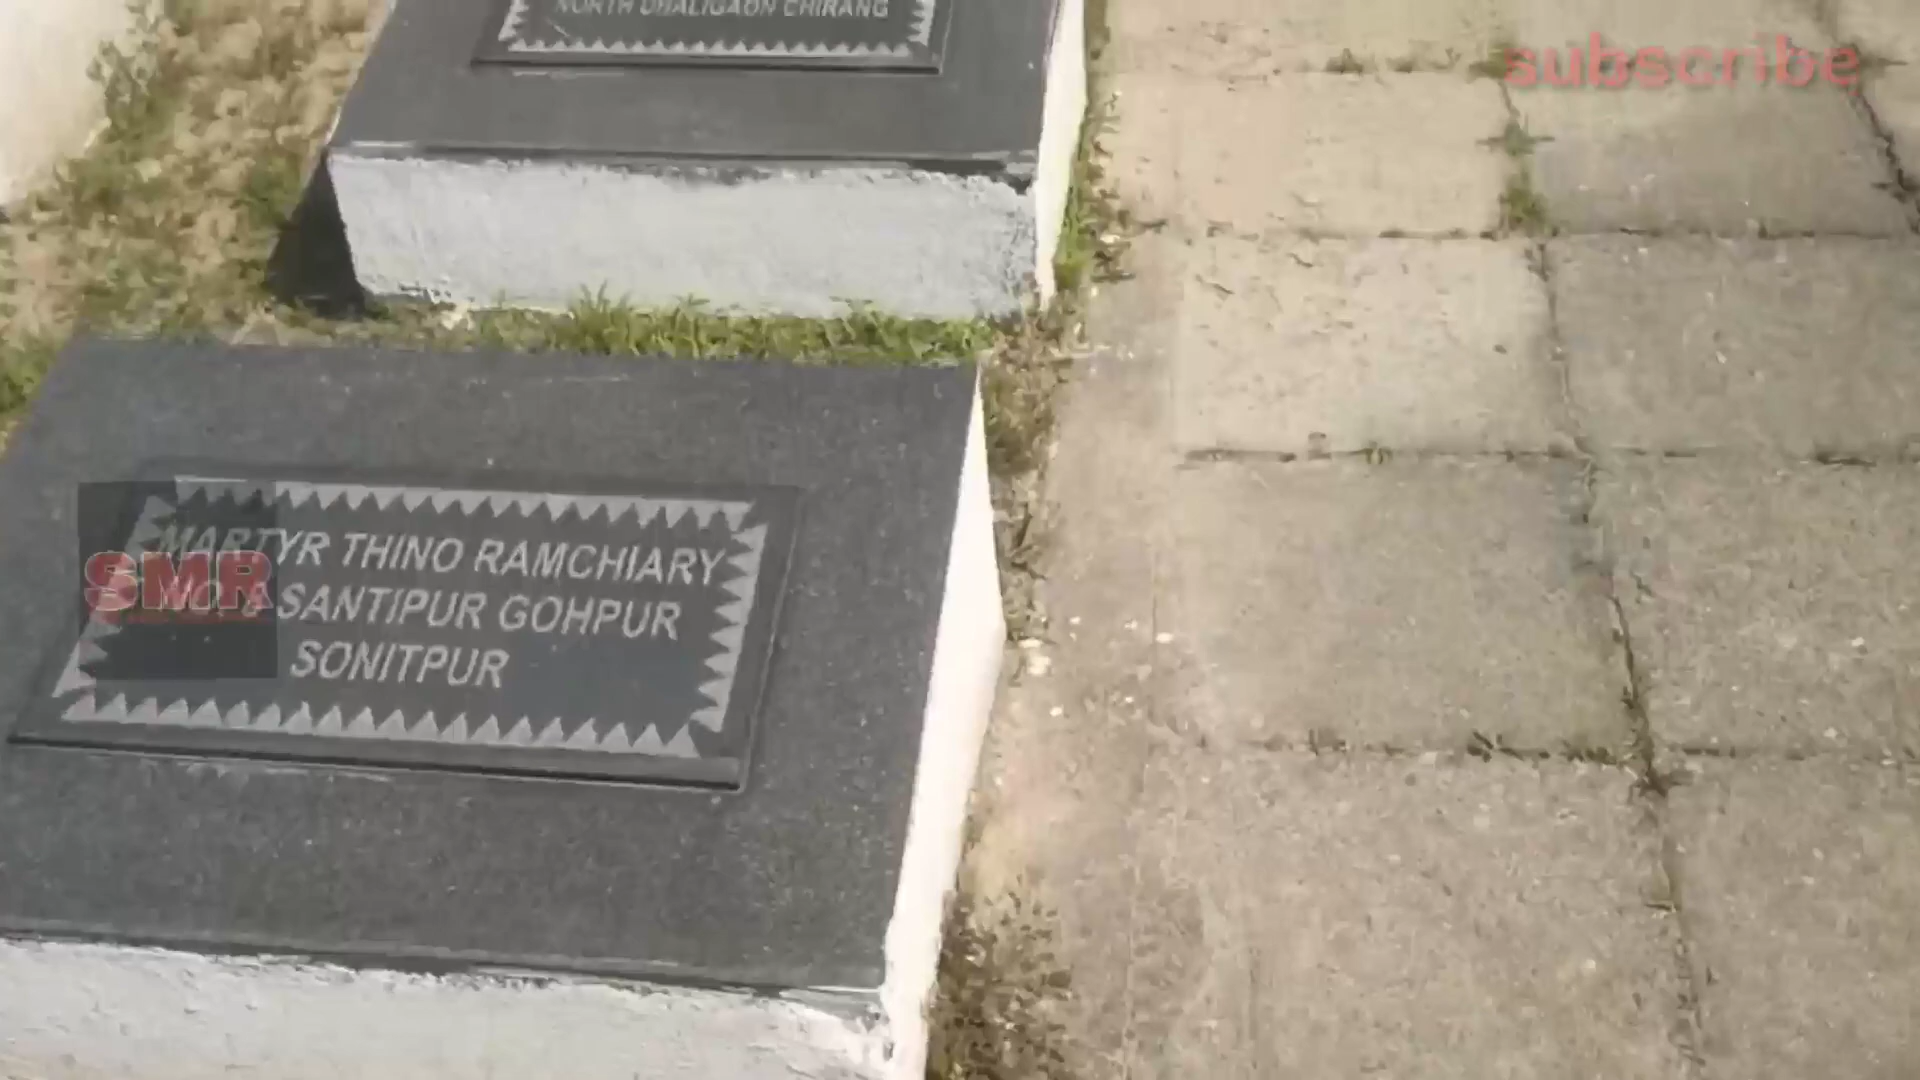 NORTH DHALIGAON CHIRANG
subscribe
MARTYR THINO RAMCHIARY
SANTIPUR GOHPUR
SONITPUR
SMR